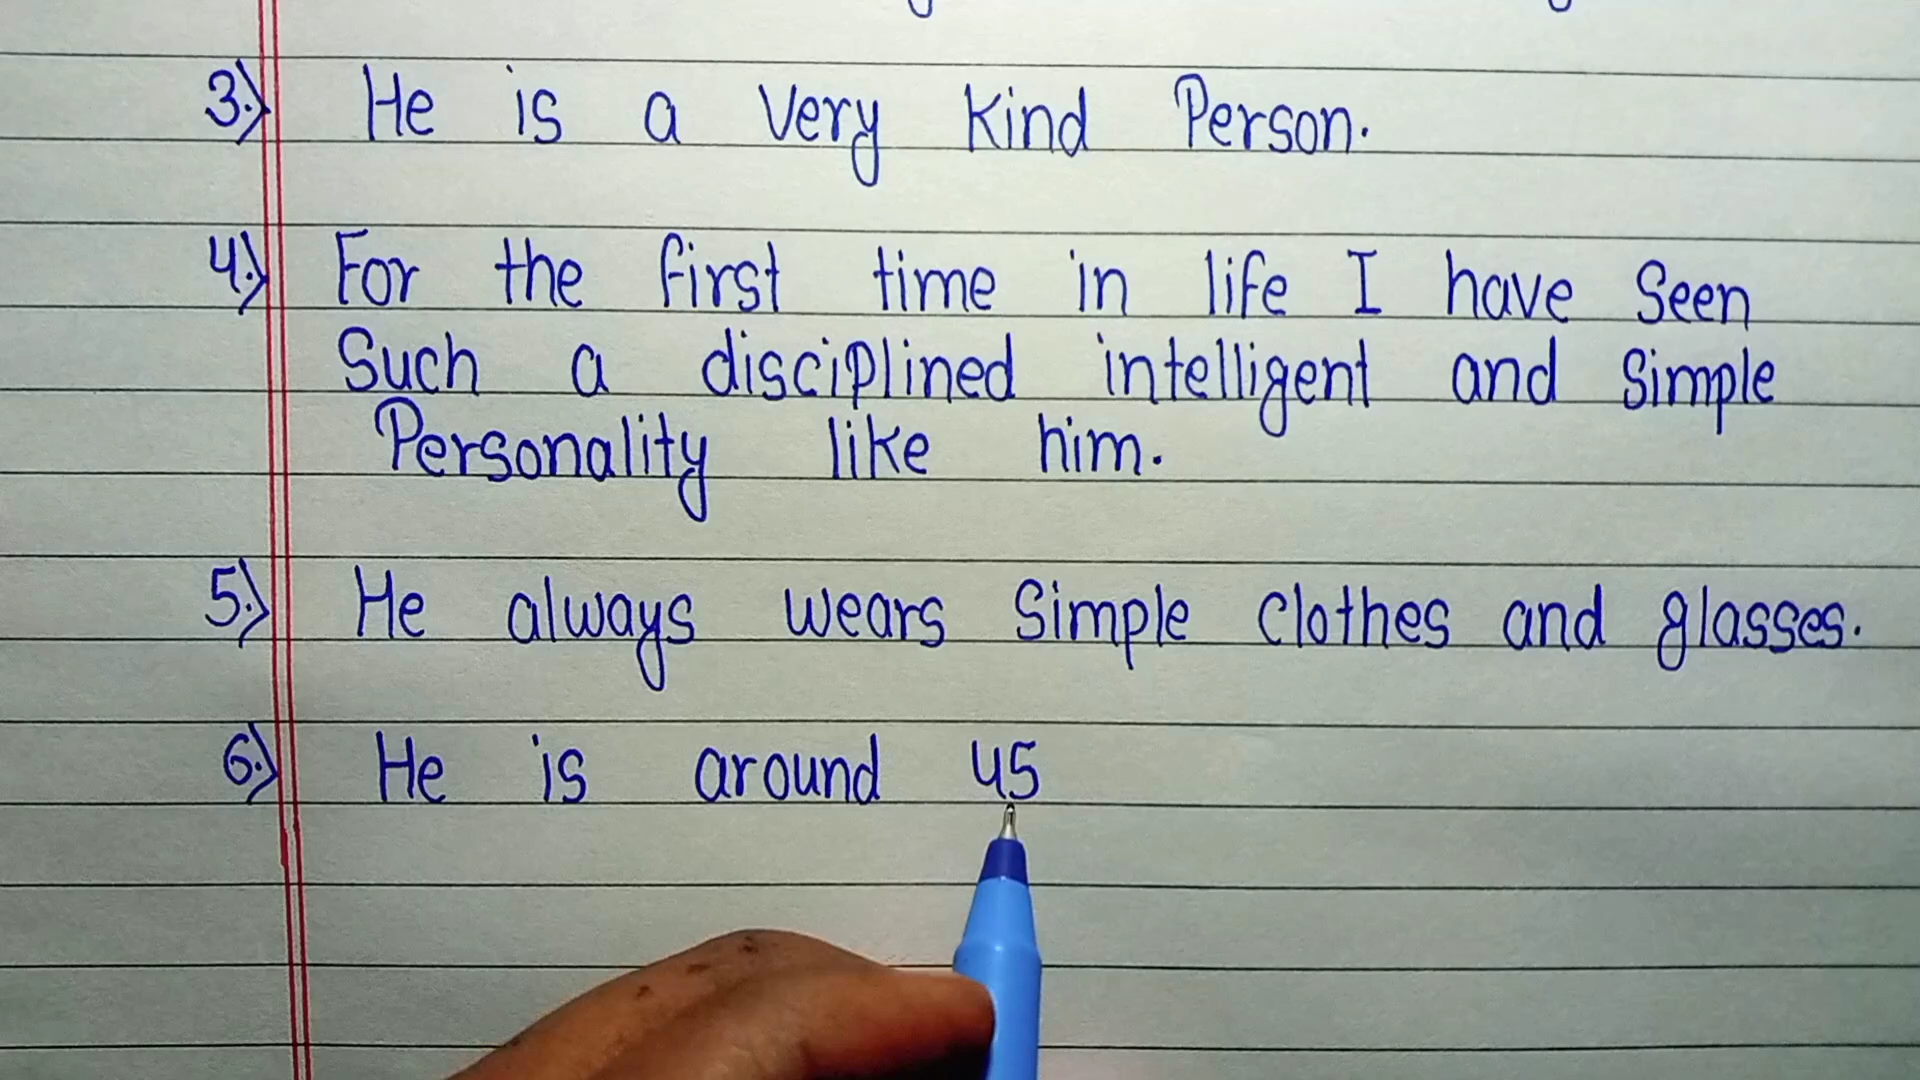 3.) He is a Very Kind Person.
4.) For the first time in life I have Seen
Such a disciplined intelligent and Simple
Personality like him.
5.) He always wears Simple Clothes and glasses.
6.) He is around 45